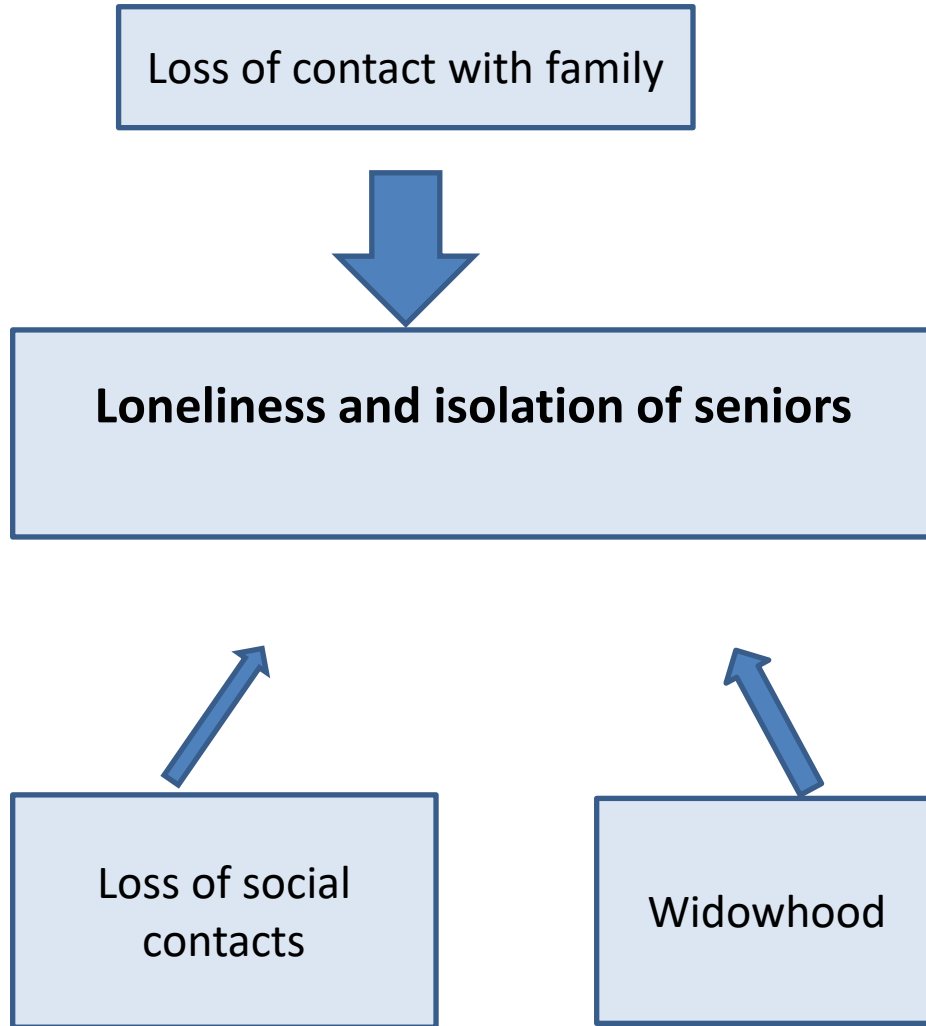 Loss of contact with family
Loneliness and isolation of seniors
Loss of social
contacts
Widowhood